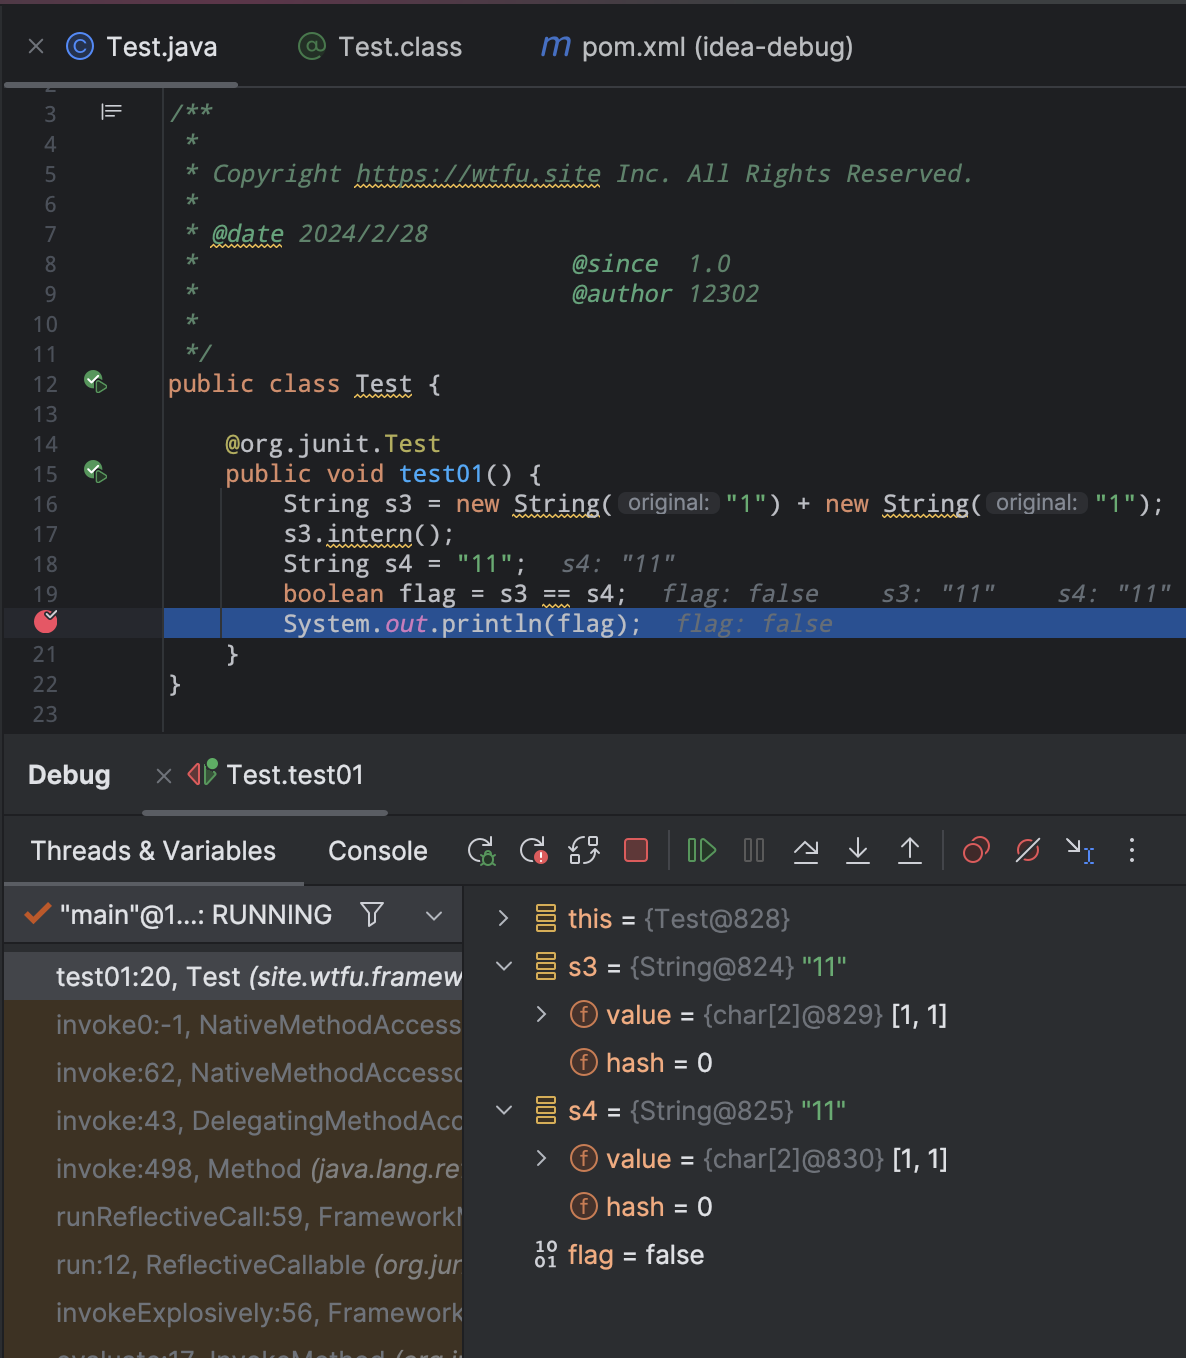 Test.java Test.class pom.xml (idea-debug)
3 /**
4 *
5 * Copyright https://wtfu.site Inc. All Rights Reserved.
6 *
7 * @date 2024/2/28
8 * @since 1.0
9 * @author 12302
10 *
11 */
12 public class Test {
13
14 @org.junit.Test
15 public void test01() {
16 String s3 = new String( original: "1") + new String( original: "1");
17 s3.intern();
18 String s4 = "11"; s4: "11"
19 boolean flag = s3 == s4; flag: false s3: "11" s4: "11"
System.out.println(flag); flag: false
21 }
22 }
23
Debug Test.test01
Threads & Variables Console
"main"@1...: RUNNING
test01:20, Test (site.wtfu.framew
invoke0:-1, NativeMethodAccess
invoke:62, NativeMethodAccesso
invoke:43, DelegatingMethodAcc
invoke:498, Method (java.lang.re
runReflectiveCall:59, FrameworkM
run:12, ReflectiveCallable (org.jun
invokeExplosively:56, Framework
this = {Test@828}
s3 = {String@824} "11"
value = {char[2]@829} [1, 1]
hash = 0
s4 = {String@825} "11"
value = {char[2]@830} [1, 1]
hash = 0
flag = false